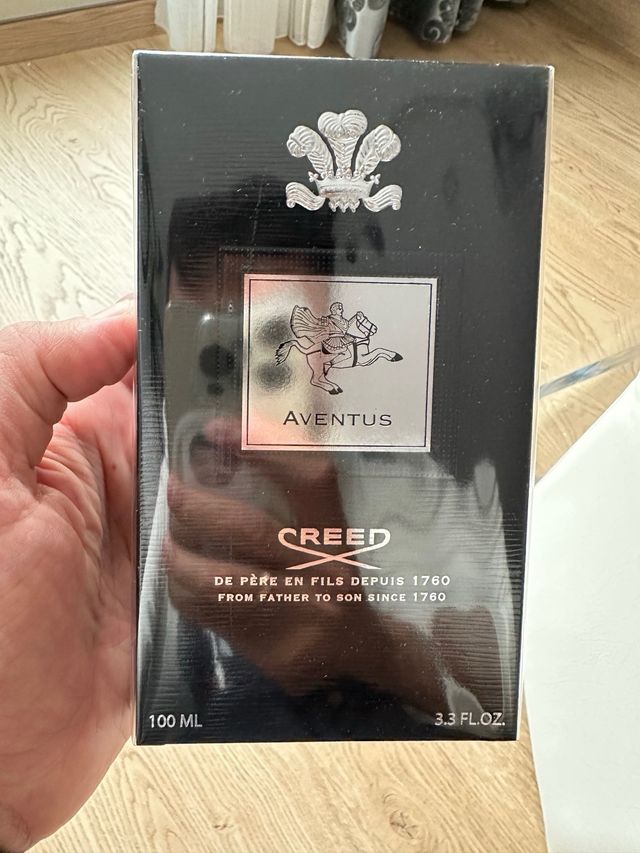 AVENTUS
CREED
DE PÈRE EN FILS DEPUIS 1760
FROM FATHER TO SON SINCE 1760
100 ML
3.3 FL.OZ.